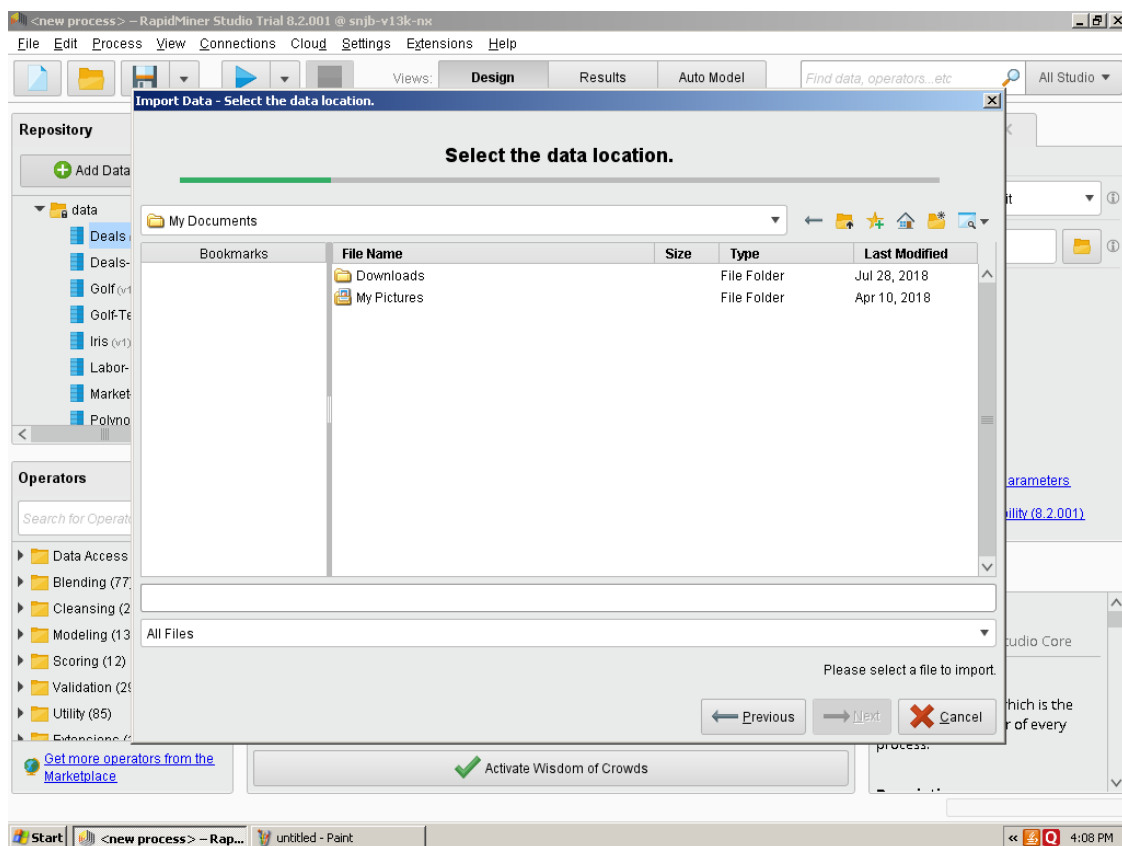 <new process> – RapidMiner Studio Trial 8.2.001 @ snjb-v13k-nx
File Edit Process View Connections Cloud Settings Extensions Help
Views: Design Results Auto Model Find data, operators...etc All Studio
Import Data - Select the data location.
Repository
Select the data location.
Add Data
data
My Documents
Deals
Bookmarks File Name Size Type Last Modified
Deals-
Downloads File Folder Jul 28, 2018
Golf (v1
My Pictures File Folder Apr 10, 2018
Golf-Te
Iris (v1)
Labor-
Market
Polyno
Operators
arameters
Search for Operat
ility (8.2.001)
Data Access
Blending (77)
Cleansing (2
Modeling (13
All Files
tudio Core
Scoring (12)
Please select a file to import.
Validation (29
Utility (85)
Previous Next Cancel
hich is the
r of every
Extensions (
process.
Get more operators from the
Marketplace
Activate Wisdom of Crowds
Start <new process> – Rap... untitled - Paint 4:08 PM